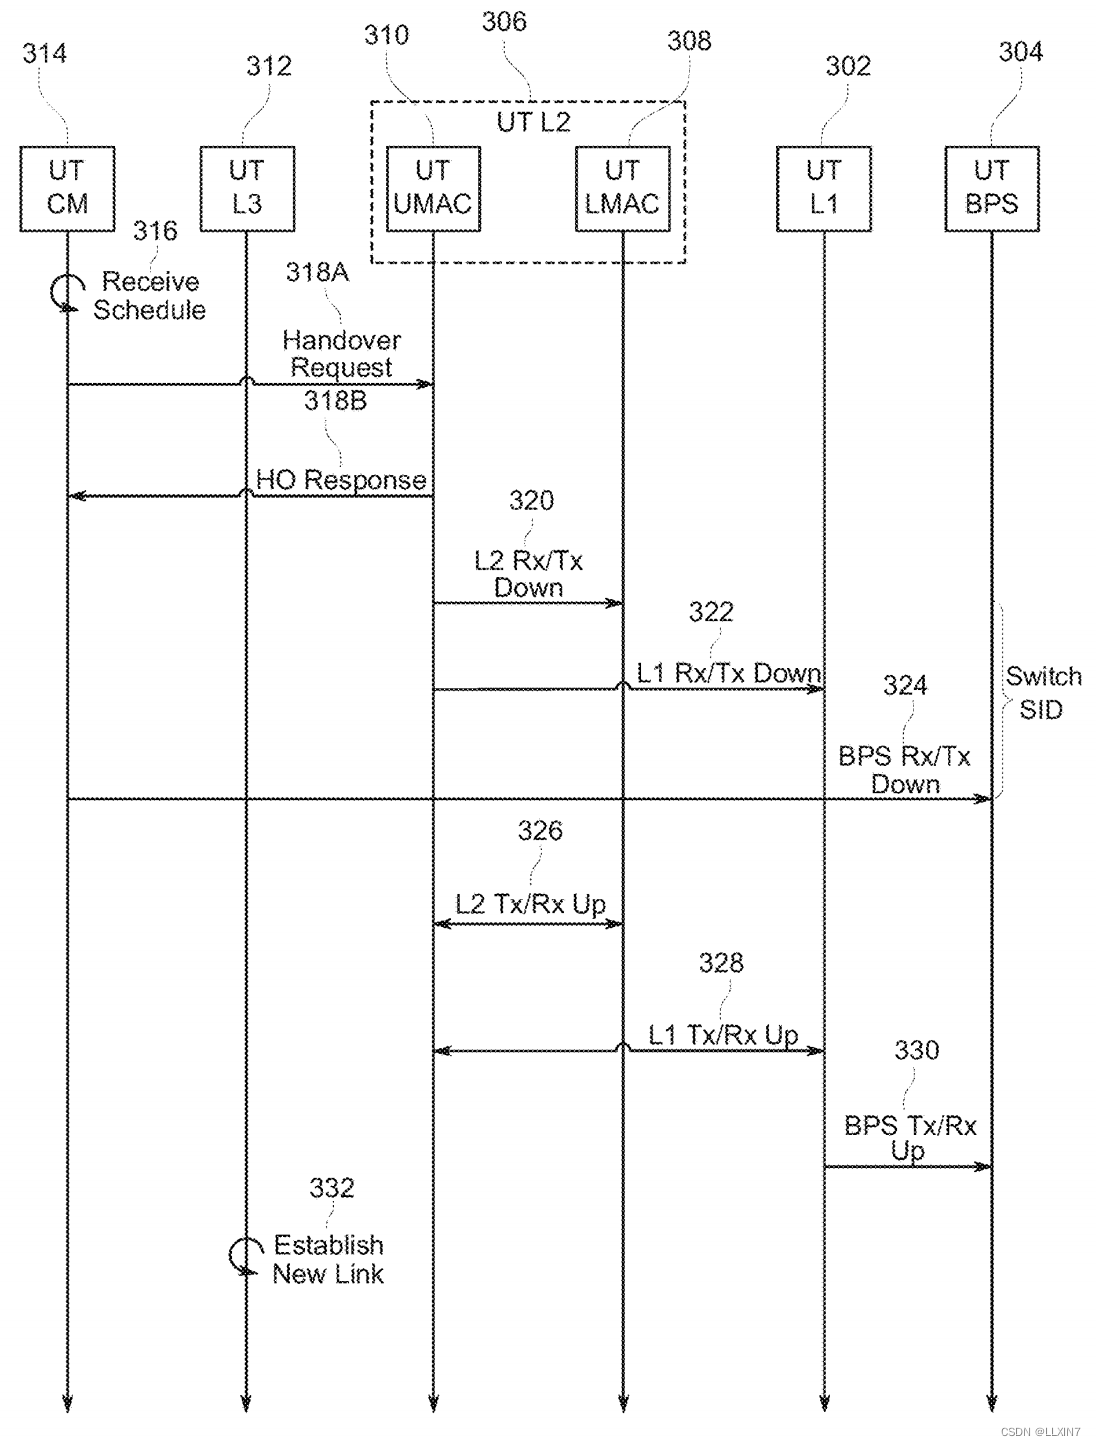 306
310
308
314
312
302
304
UT L2
UT
CM
UT
L3
UT
UMAC
UT
LMAC
UT
L1
UT
BPS
316
Receive
Schedule
318A
Handover
Request
318B
HO Response
320
L2 Rx/Tx
Down
322
L1 Rx/Tx Down
Switch
SID
324
BPS Rx/Tx
Down
326
L2 Tx/Rx Up
328
L1 Tx/Rx Up
330
BPS Tx/Rx
Up
332
Establish
New Link
CSDN @LLXIN7